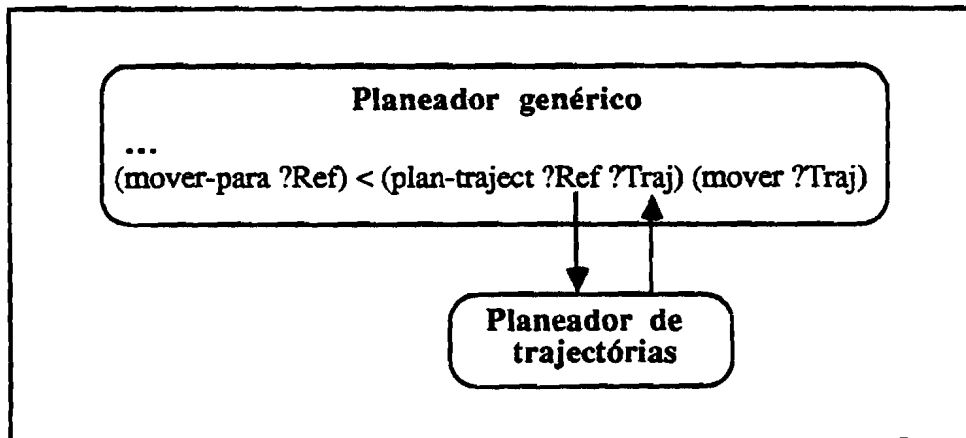 Planeador genérico
...
(mover-para ?Ref) < (plan-traject ?Ref ?Traj) (mover ?Traj)
Planeador de
trajectórias